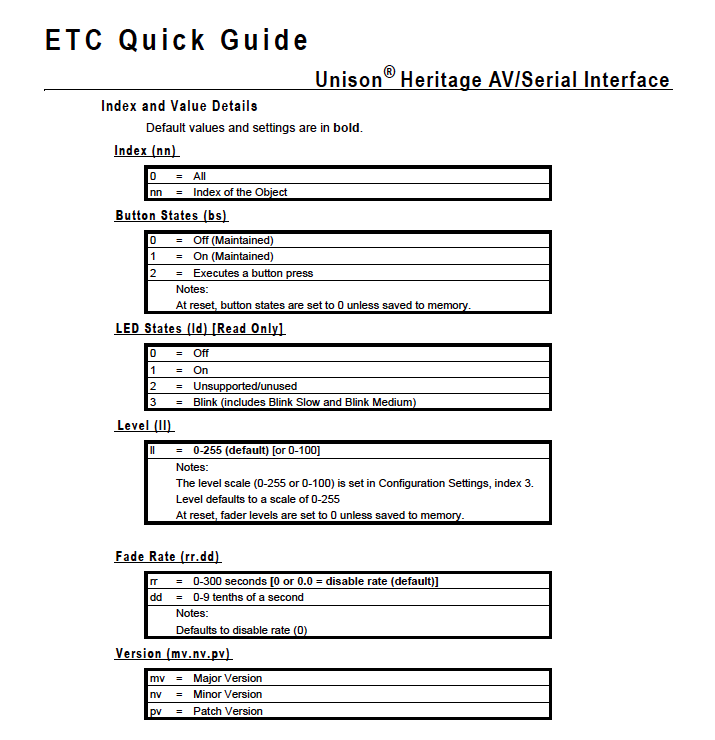 ETC Quick Guide
Unison® Heritage AV/Serial Interface
Index and Value Details
Default values and settings are in bold.
Index (nn)
0 = All
nn = Index of the Object
Button States (bs)
0 = Off (Maintained)
1 = On (Maintained)
2 = Executes a button press
Notes:
At reset, button states are set to 0 unless saved to memory.
LED States (ld) [Read Only]
0 = Off
1 = On
2 = Unsupported/unused
3 = Blink (includes Blink Slow and Blink Medium)
Level (ll)
ll = 0-255 (default) [or 0-100]
Notes:
The level scale (0-255 or 0-100) is set in Configuration Settings, index 3.
Level defaults to a scale of 0-255
At reset, fader levels are set to 0 unless saved to memory.
Fade Rate (rr.dd)
rr = 0-300 seconds [0 or 0.0 = disable rate (default)]
dd = 0-9 tenths of a second
Notes:
Defaults to disable rate (0)
Version (mv.nv.pv)
mv = Major Version
nv = Minor Version
pv = Patch Version